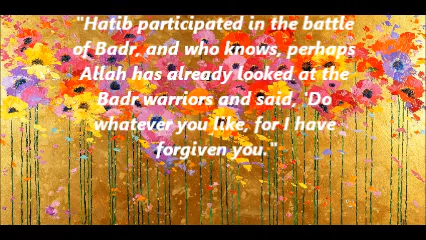 "Hatib participated in the battle
of Badr, and who knows, perhaps
Allah has already looked at the
Badr warriors and said, 'Do
whatever you like, for I have
forgiven you."